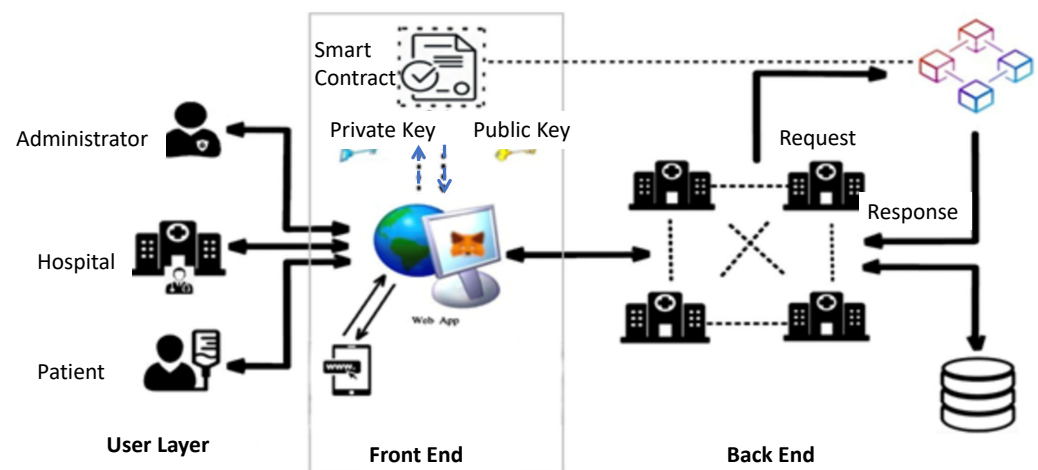 Smart
Contract
Private Key
Public Key
Administrator
Request
Response
Hospital
Web App
www.
Patient
User Layer
Front End
Back End